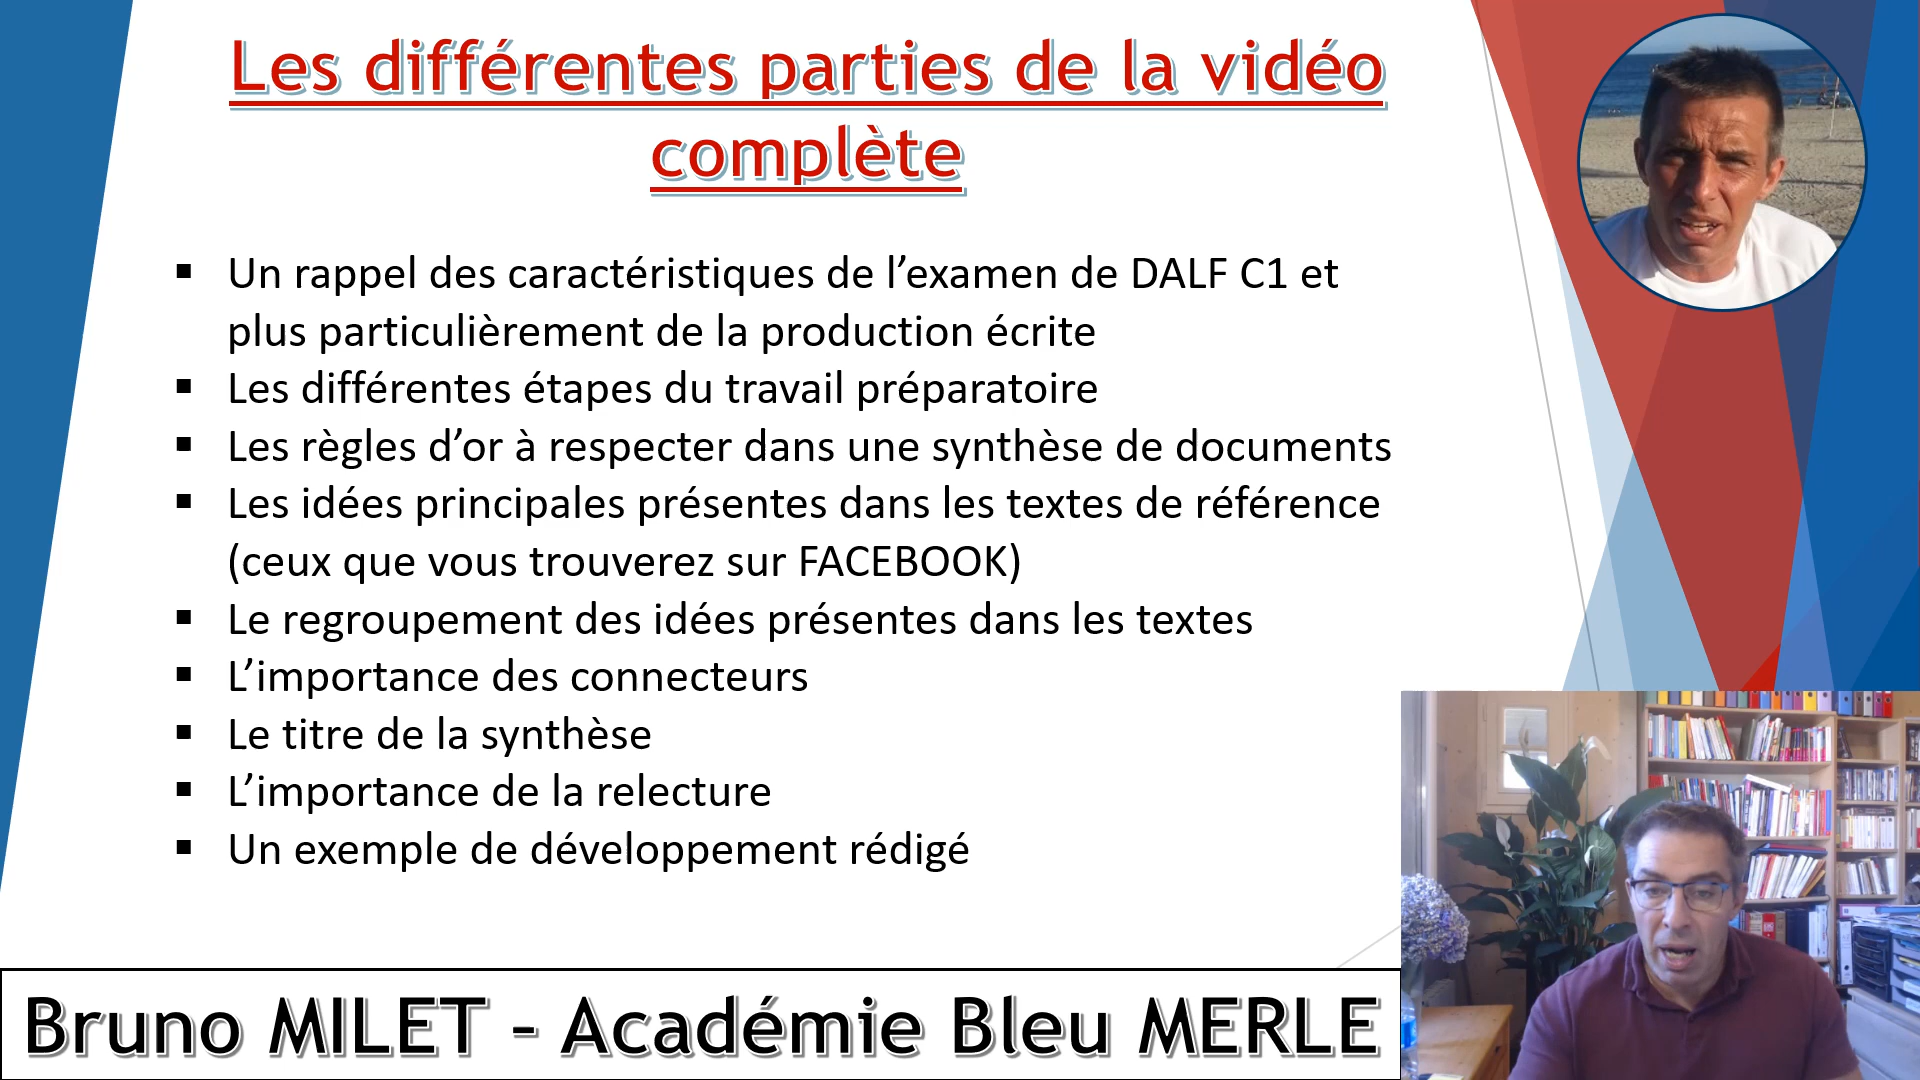 Les différentes parties de la vidéo
complète
▪ Un rappel des caractéristiques de l’examen de DALF C1 et
plus particulièrement de la production écrite
▪ Les différentes étapes du travail préparatoire
▪ Les règles d’or à respecter dans une synthèse de documents
▪ Les idées principales présentes dans les textes de référence
(ceux que vous trouverez sur FACEBOOK)
▪ Le regroupement des idées présentes dans les textes
▪ L’importance des connecteurs
▪ Le titre de la synthèse
▪ L’importance de la relecture
▪ Un exemple de développement rédigé
Bruno MILET - Académie Bleu MERLE